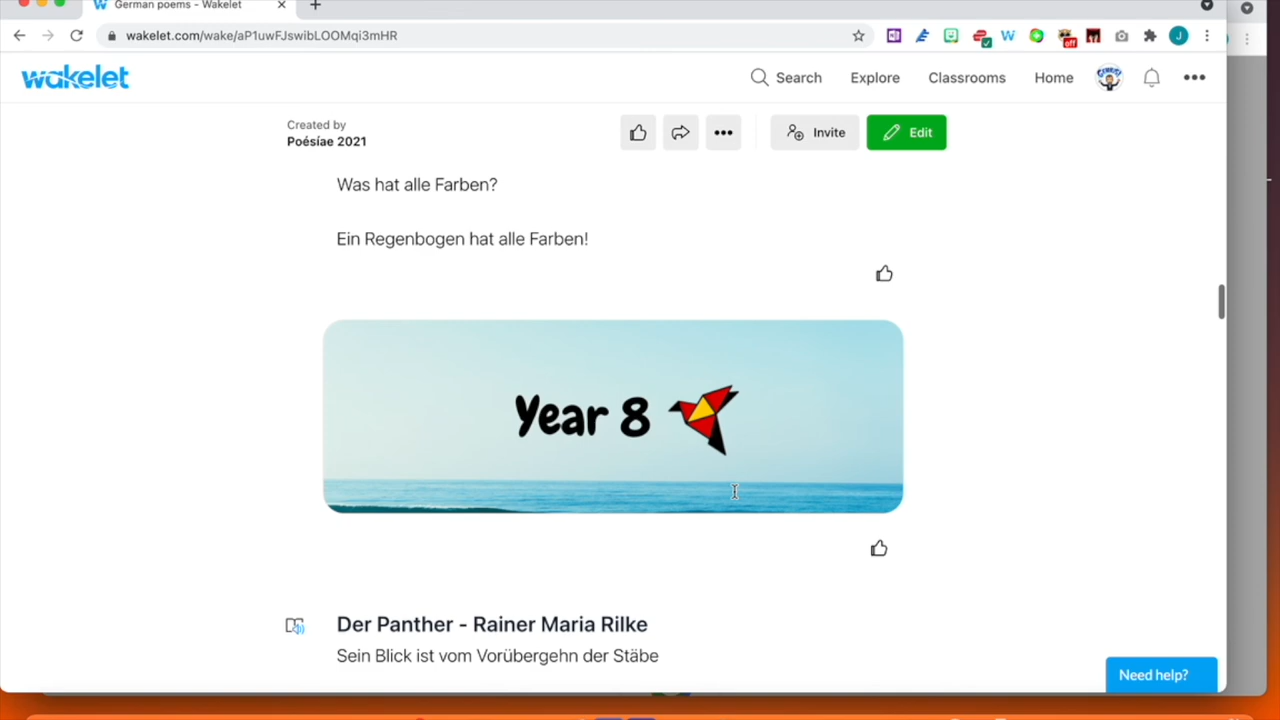 German poems - Wakelet
wakelet.com/wake/aP1uwFJswibLOOMqi3mHR
off
J
wakelet
Search
Explore
Classrooms
Home
Created by
Poésíae 2021
Invite
Edit
Was hat alle Farben?
Ein Regenbogen hat alle Farben!
Year 8
Der Panther - Rainer Maria Rilke
Sein Blick ist vom Vorübergehn der Stäbe
Need help?